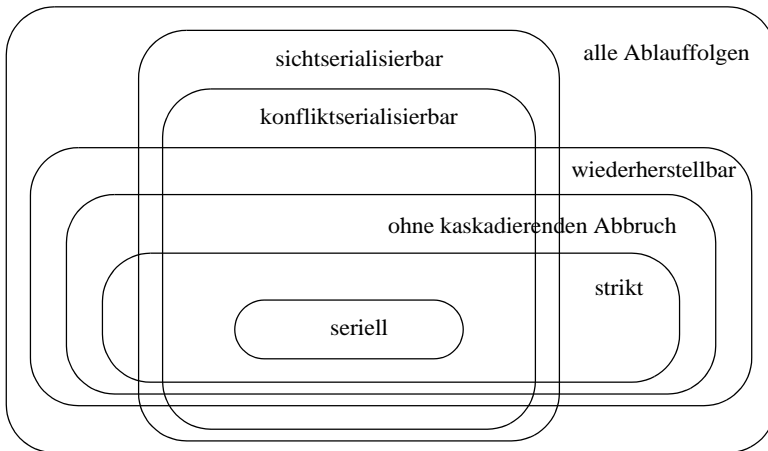 sichtserialisierbar
alle Ablauffolgen
konfliktserialisierbar
wiederherstellbar
ohne kaskadierenden Abbruch
strikt
seriell